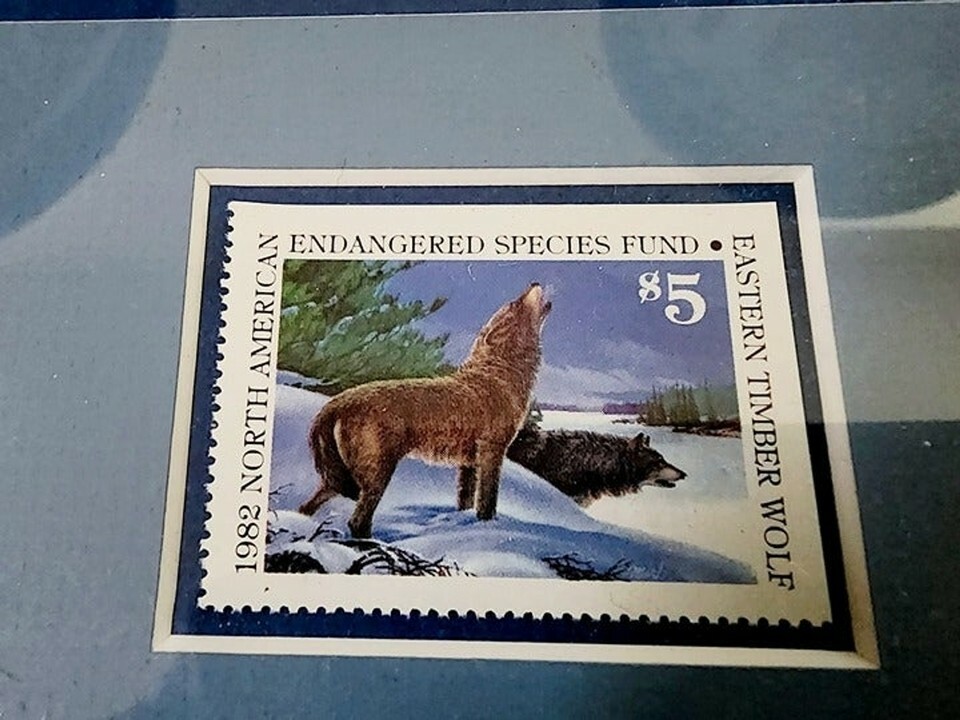 1982 NORTH AMERICAN
ENDANGERED SPECIES FUND •
EASTERN TIMBER WOLF
$5